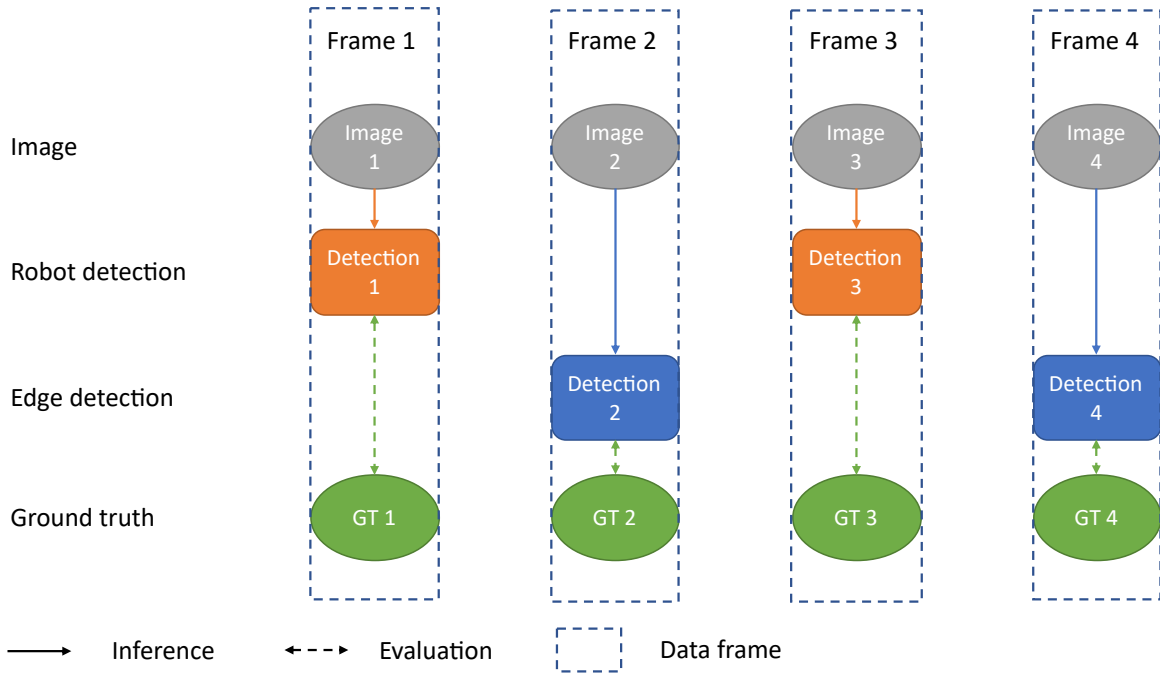 Frame 1
Frame 2
Frame 3
Frame 4
Image
Image
1
Image
2
Image
3
Image
4
Robot detection
Detection
1
Detection
3
Edge detection
Detection
2
Detection
4
Ground truth
GT 1
GT 2
GT 3
GT 4
Inference
Evaluation
Data frame